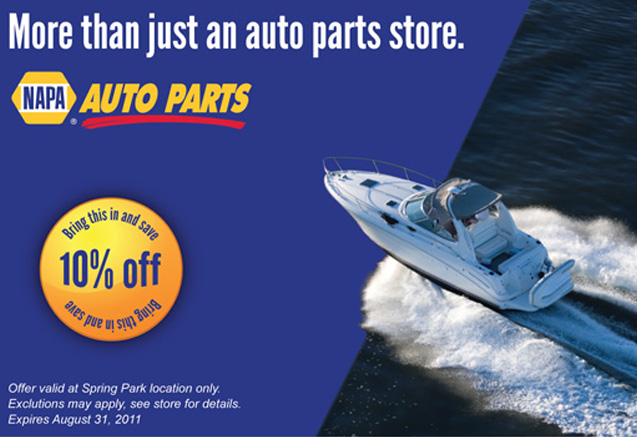 More than just an auto parts store.
NAPA AUTO PARTS
®
Bring this in and save
10% off
Bring this in and save
Offer valid at Spring Park location only.
Exclutions may apply, see store for details.
Expires August 31, 2011